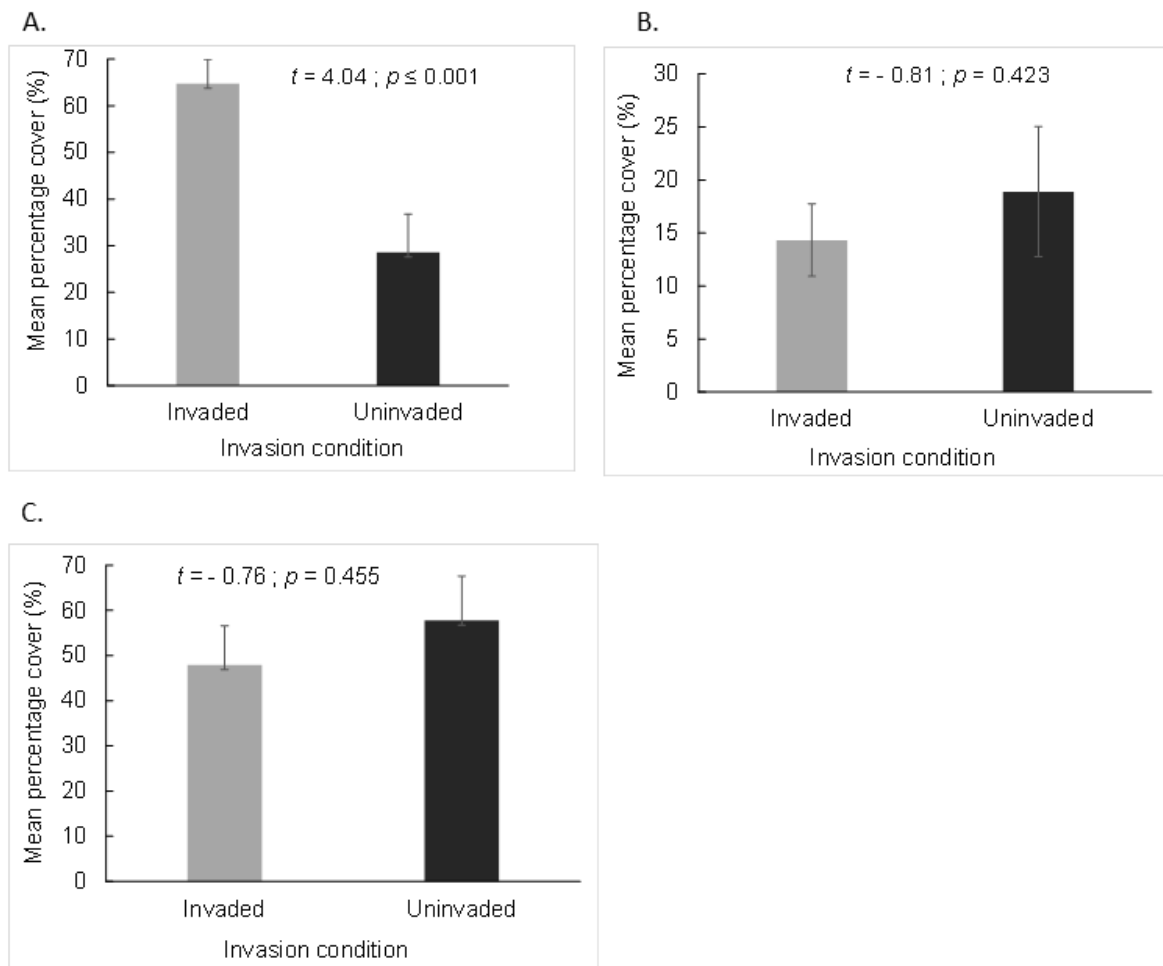 A.
B.
70
60
50
40
30
20
10
0
Mean percentage cover (%)
t = 4.04 ; p ≤ 0.001
Invaded Uninvaded
Invasion condition
30
25
20
15
10
5
0
Mean percentage cover (%)
t = - 0.81 ; p = 0.423
Invaded Uninvaded
Invasion condition
C.
70
60
50
40
30
20
10
0
Mean percentage cover (%)
t = - 0.76 ; p = 0.455
Invaded Uninvaded
Invasion condition